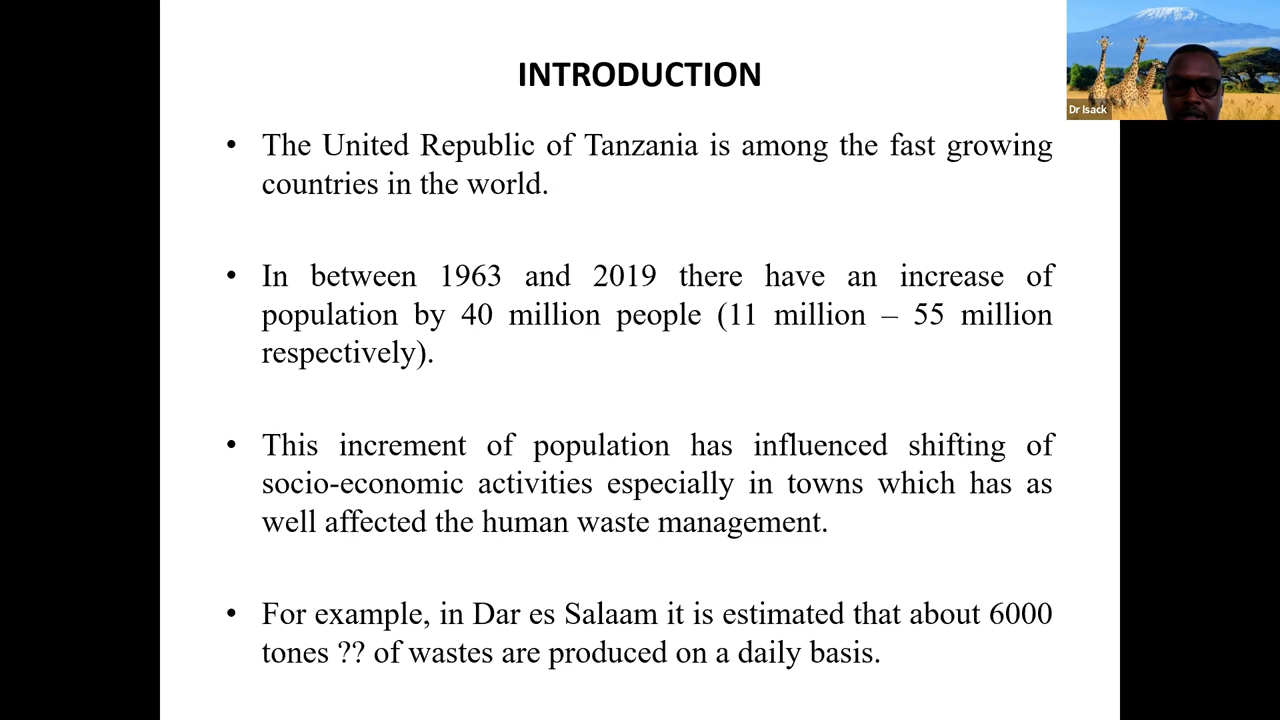 INTRODUCTION
Dr Isack
• The United Republic of Tanzania is among the fast growing
countries in the world.
• In between 1963 and 2019 there have an increase of
population by 40 million people (11 million – 55 million
respectively).
• This increment of population has influenced shifting of
socio-economic activities especially in towns which has as
well affected the human waste management.
• For example, in Dar es Salaam it is estimated that about 6000
tones ?? of wastes are produced on a daily basis.